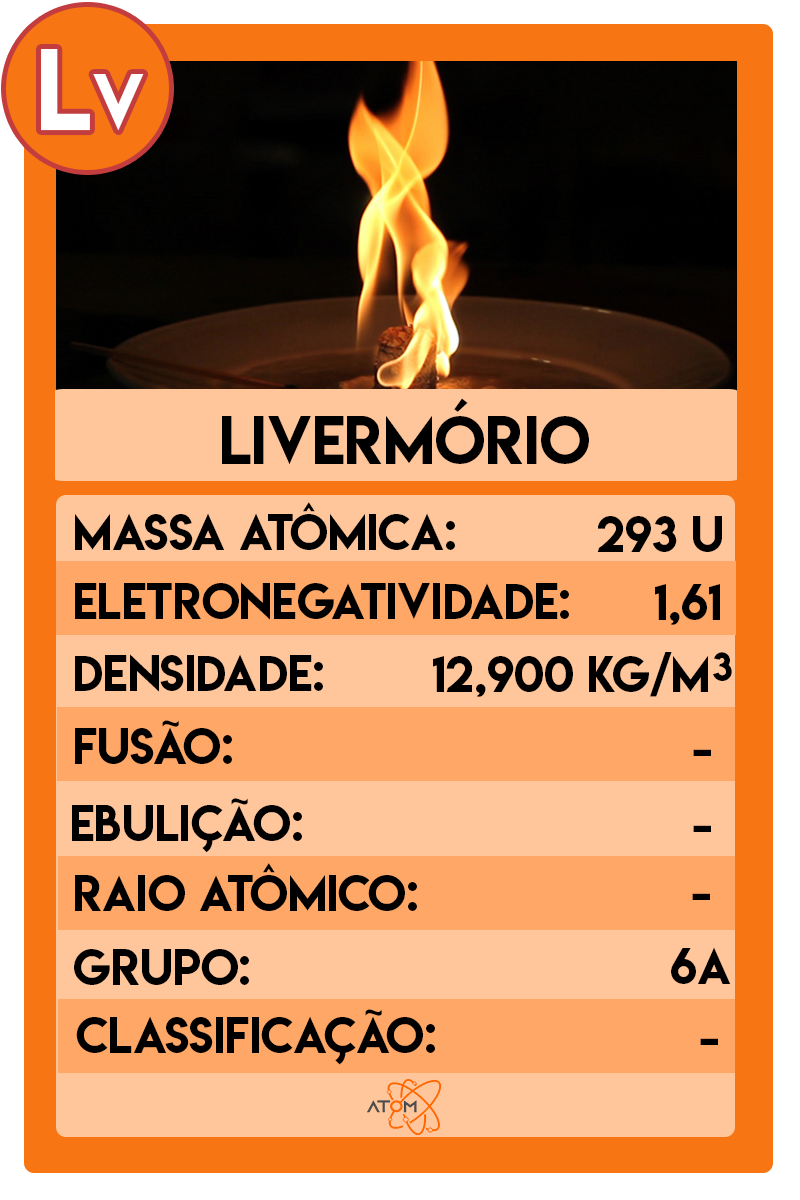 Lv
LIVERMÓRIO
MASSA ATÔMICA: 293 U
ELETRONEGATIVIDADE: 1,61
DENSIDADE: 12,900 KG/M³
FUSÃO: -
EBULIÇÃO: -
RAIO ATÔMICO: -
GRUPO: 6A
CLASSIFICAÇÃO: -
ATOM